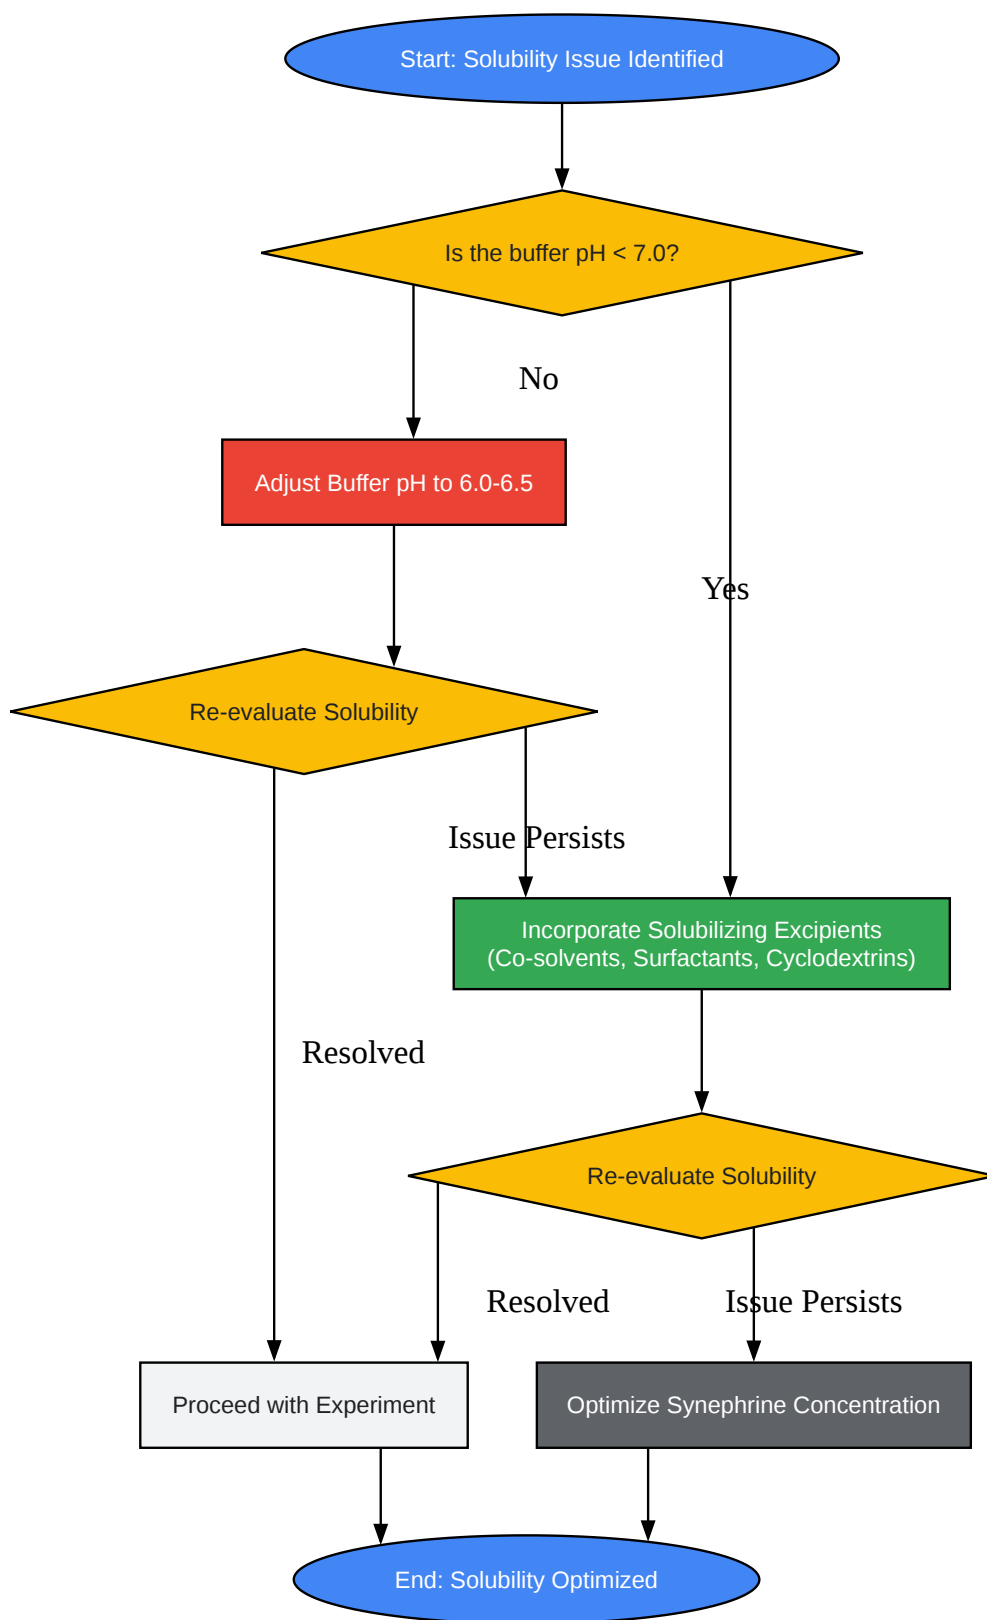 Start: Solubility Issue Identified
Is the buffer pH < 7.0?
No
Adjust Buffer pH to 6.0-6.5
Yes
Re-evaluate Solubility
Issue Persists
Incorporate Solubilizing Excipients
(Co-solvents, Surfactants, Cyclodextrins)
Resolved
Re-evaluate Solubility
Resolved
Issue Persists
Proceed with Experiment
Optimize Synephrine Concentration
End: Solubility Optimized